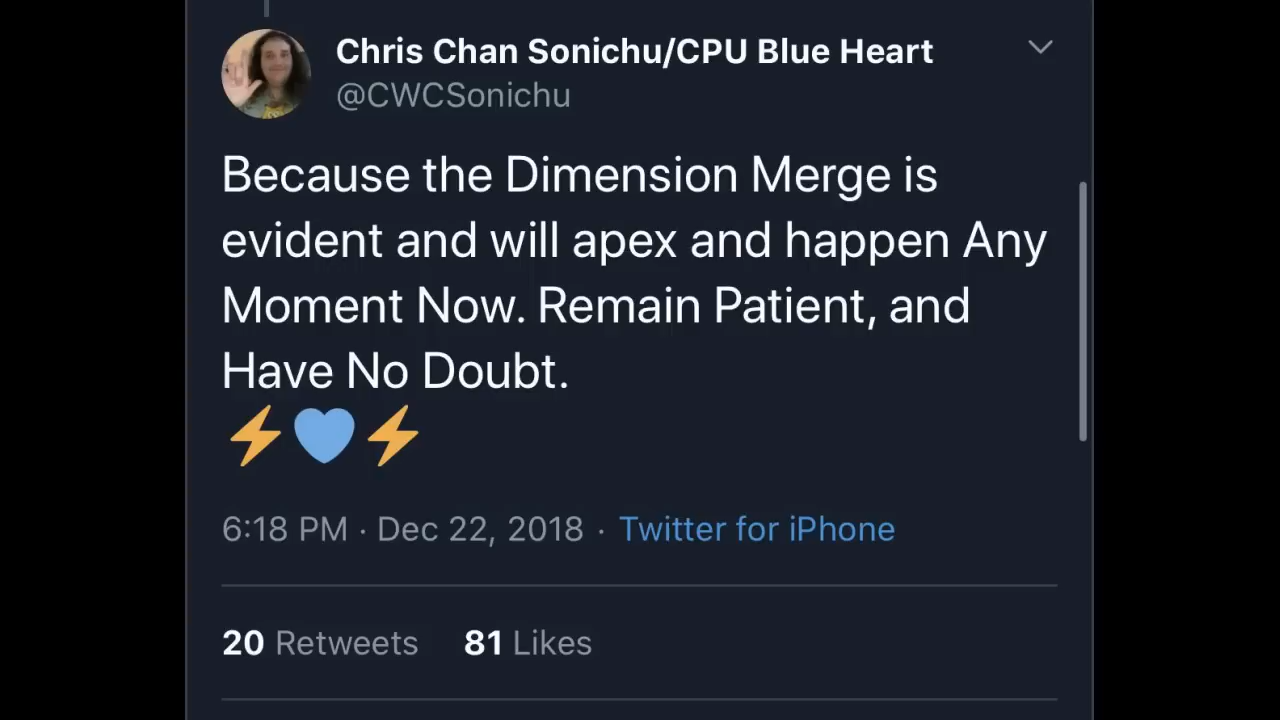 Chris Chan Sonichu/CPU Blue Heart
@CWCSonichu
Because the Dimension Merge is
evident and will apex and happen Any
Moment Now. Remain Patient, and
Have No Doubt.
⚡💙⚡
6:18 PM · Dec 22, 2018 · Twitter for iPhone
20 Retweets 81 Likes